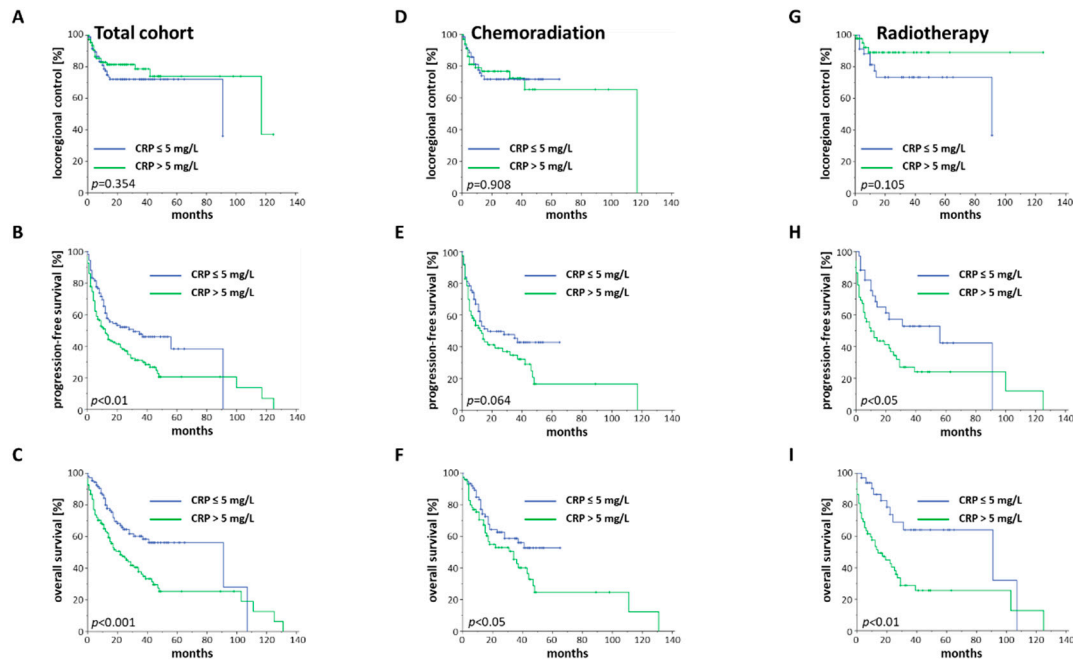 A
Total cohort
locoregional control [%]
100
80
60
40
20
0
CRP ≤ 5 mg/L
CRP > 5 mg/L
p=0.354
0 20 40 60 80 100 120 140
months
D
Chemoradiation
locoregional control [%]
100
80
60
40
20
0
CRP ≤ 5 mg/L
CRP > 5 mg/L
p=0.908
0 20 40 60 80 100 120 140
months
G
Radiotherapy
locoregional control [%]
100
80
60
40
20
0
CRP ≤ 5 mg/L
CRP > 5 mg/L
p=0.105
0 20 40 60 80 100 120 140
months
B
progression-free survival [%]
100
80
60
40
20
0
CRP ≤ 5 mg/L
CRP > 5 mg/L
p<0.01
0 20 40 60 80 100 120 140
months
E
progression-free survival [%]
100
80
60
40
20
0
CRP ≤ 5 mg/L
CRP > 5 mg/L
p=0.064
0 20 40 60 80 100 120 140
months
H
progression-free survival [%]
100
80
60
40
20
0
CRP ≤ 5 mg/L
CRP > 5 mg/L
p<0.05
0 20 40 60 80 100 120 140
months
C
overall survival [%]
100
80
60
40
20
0
CRP ≤ 5 mg/L
CRP > 5 mg/L
p<0.001
0 20 40 60 80 100 120 140
months
F
overall survival [%]
100
80
60
40
20
0
CRP ≤ 5 mg/L
CRP > 5 mg/L
p<0.05
0 20 40 60 80 100 120 140
months
I
overall survival [%]
100
80
60
40
20
0
CRP ≤ 5 mg/L
CRP > 5 mg/L
p<0.01
0 20 40 60 80 100 120 140
months